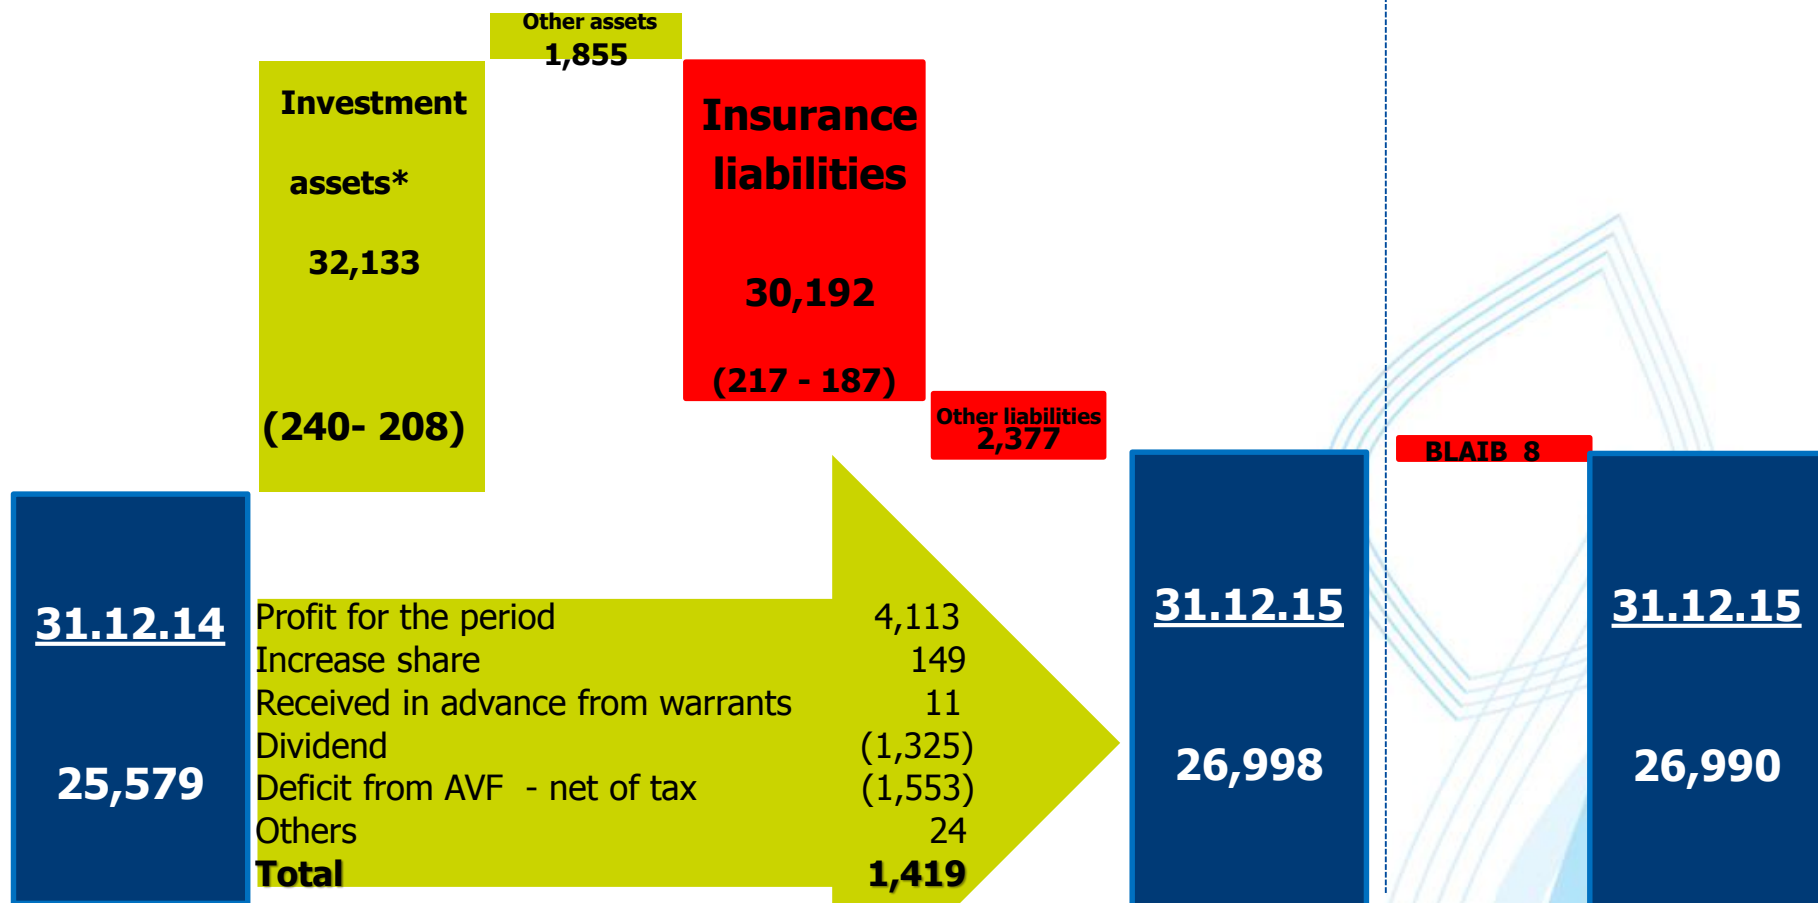 Other assets
1,855
Investment
assets*
32,133
(240- 208)
Insurance
liabilities
30,192
(217 - 187)
Other liabilities
2,377
BLAIB 8
31.12.14
25,579
Profit for the period 4,113
Increase share 149
Received in advance from warrants 11
Dividend (1,325)
Deficit from AVF - net of tax (1,553)
Others 24
Total 1,419
31.12.15
26,998
31.12.15
26,990